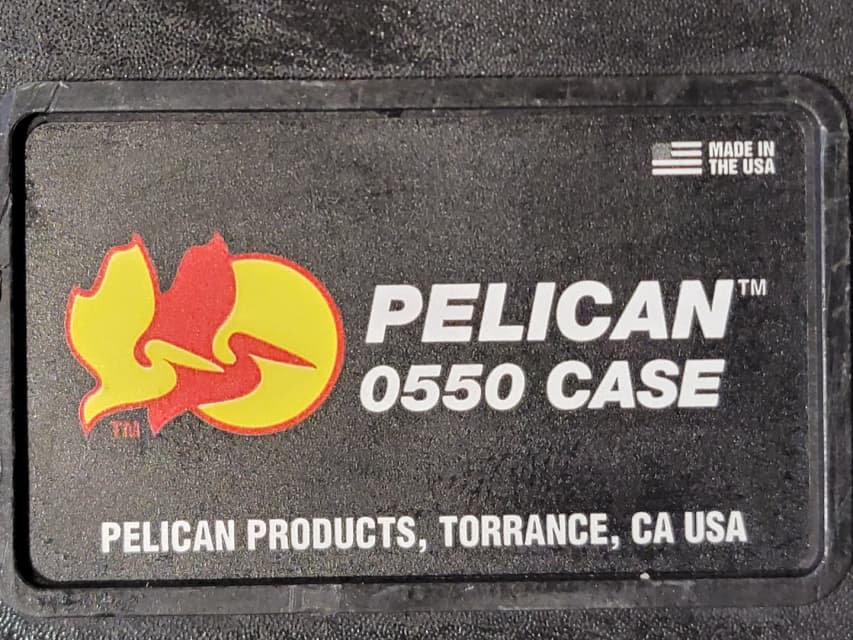 MADE IN
THE USA
PELICAN™
0550 CASE
TM
PELICAN PRODUCTS, TORRANCE, CA USA